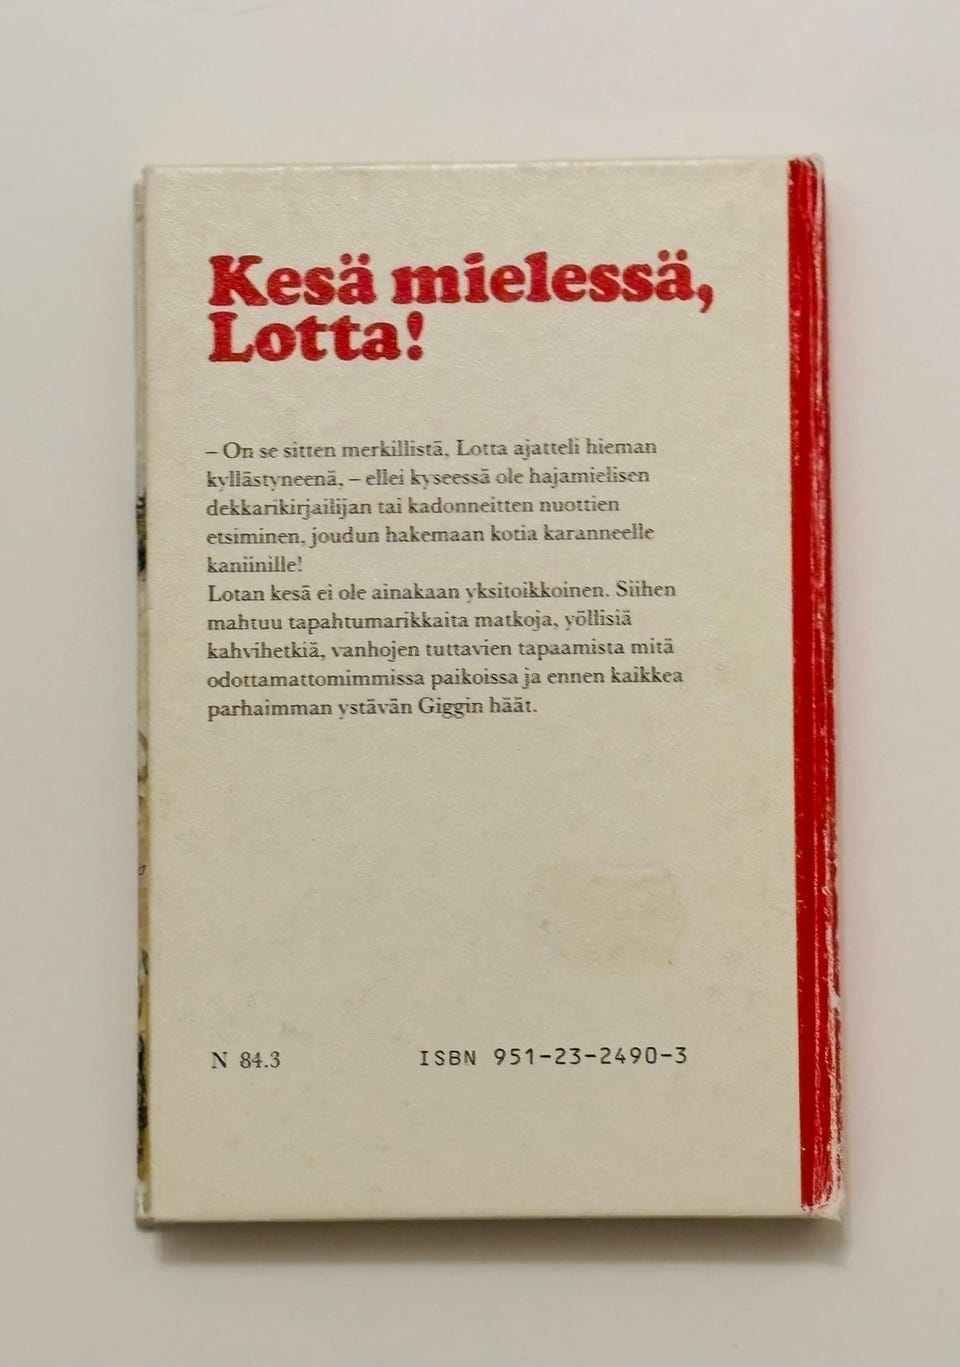 Kesä mielessä,
Lotta!
– On se sitten merkillistä, Lotta ajatteli hieman
kyllästyneenä, – ellei kyseessä ole hajamielisen
dekkarikirjailijan tai kadonneitten nuottien
etsiminen, joudun hakemaan kotia karanneelle
kaniinille!
Lotan kesä ei ole ainakaan yksitoikkoinen. Siihen
mahtuu tapahtumarikkaita matkoja, yöllisiä
kahvihetkiä, vanhojen tuttavien tapaamista mitä
odottamattomimmissa paikoissa ja ennen kaikkea
parhaimman ystävän Giggin häät.
N 84.3 ISBN 951-23-2490-3